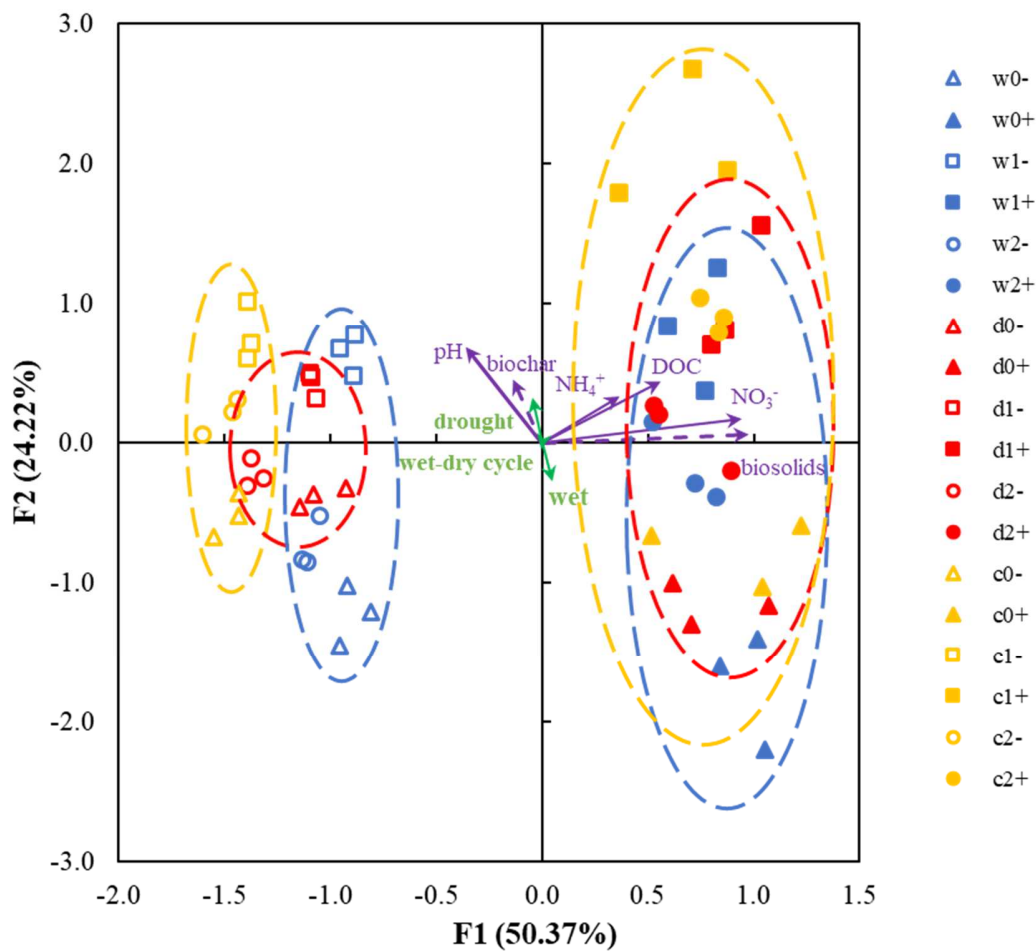 3.0
2.0
1.0
0.0
-1.0
-2.0
-3.0
F2 (24.22%)
-2.0
-1.5
-1.0
-0.5
0.0
0.5
1.0
1.5
F1 (50.37%)
pH
biochar
NH₄⁺
DOC
NO₃⁻
drought
wet-dry cycle
wet
biosolids
w0-
w0+
w1-
w1+
w2-
w2+
d0-
d0+
d1-
d1+
d2-
d2+
c0-
c0+
c1-
c1+
c2-
c2+